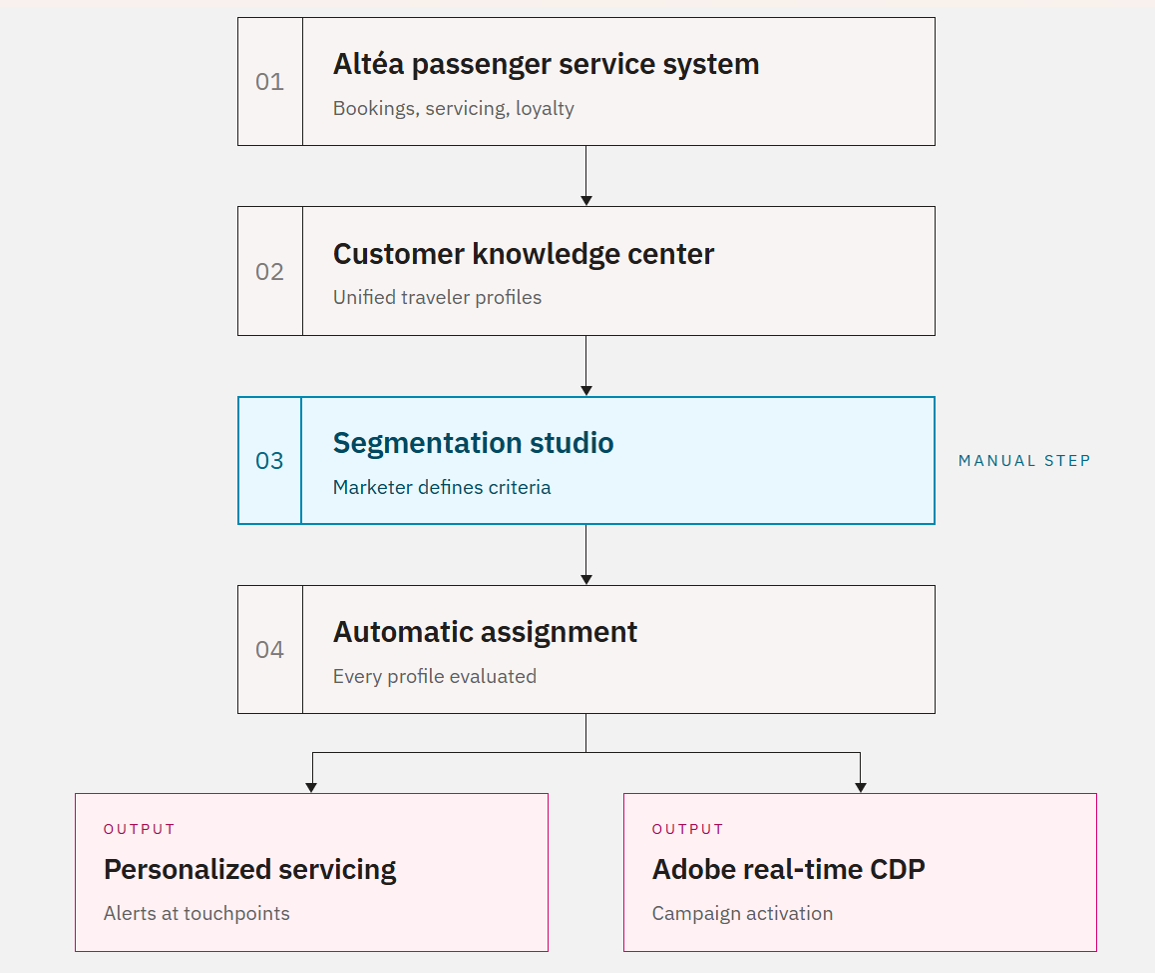 01
Altéa passenger service system
Bookings, servicing, loyalty
02
Customer knowledge center
Unified traveler profiles
03
Segmentation studio
Marketer defines criteria
MANUAL STEP
04
Automatic assignment
Every profile evaluated
OUTPUT
Personalized servicing
Alerts at touchpoints
OUTPUT
Adobe real-time CDP
Campaign activation